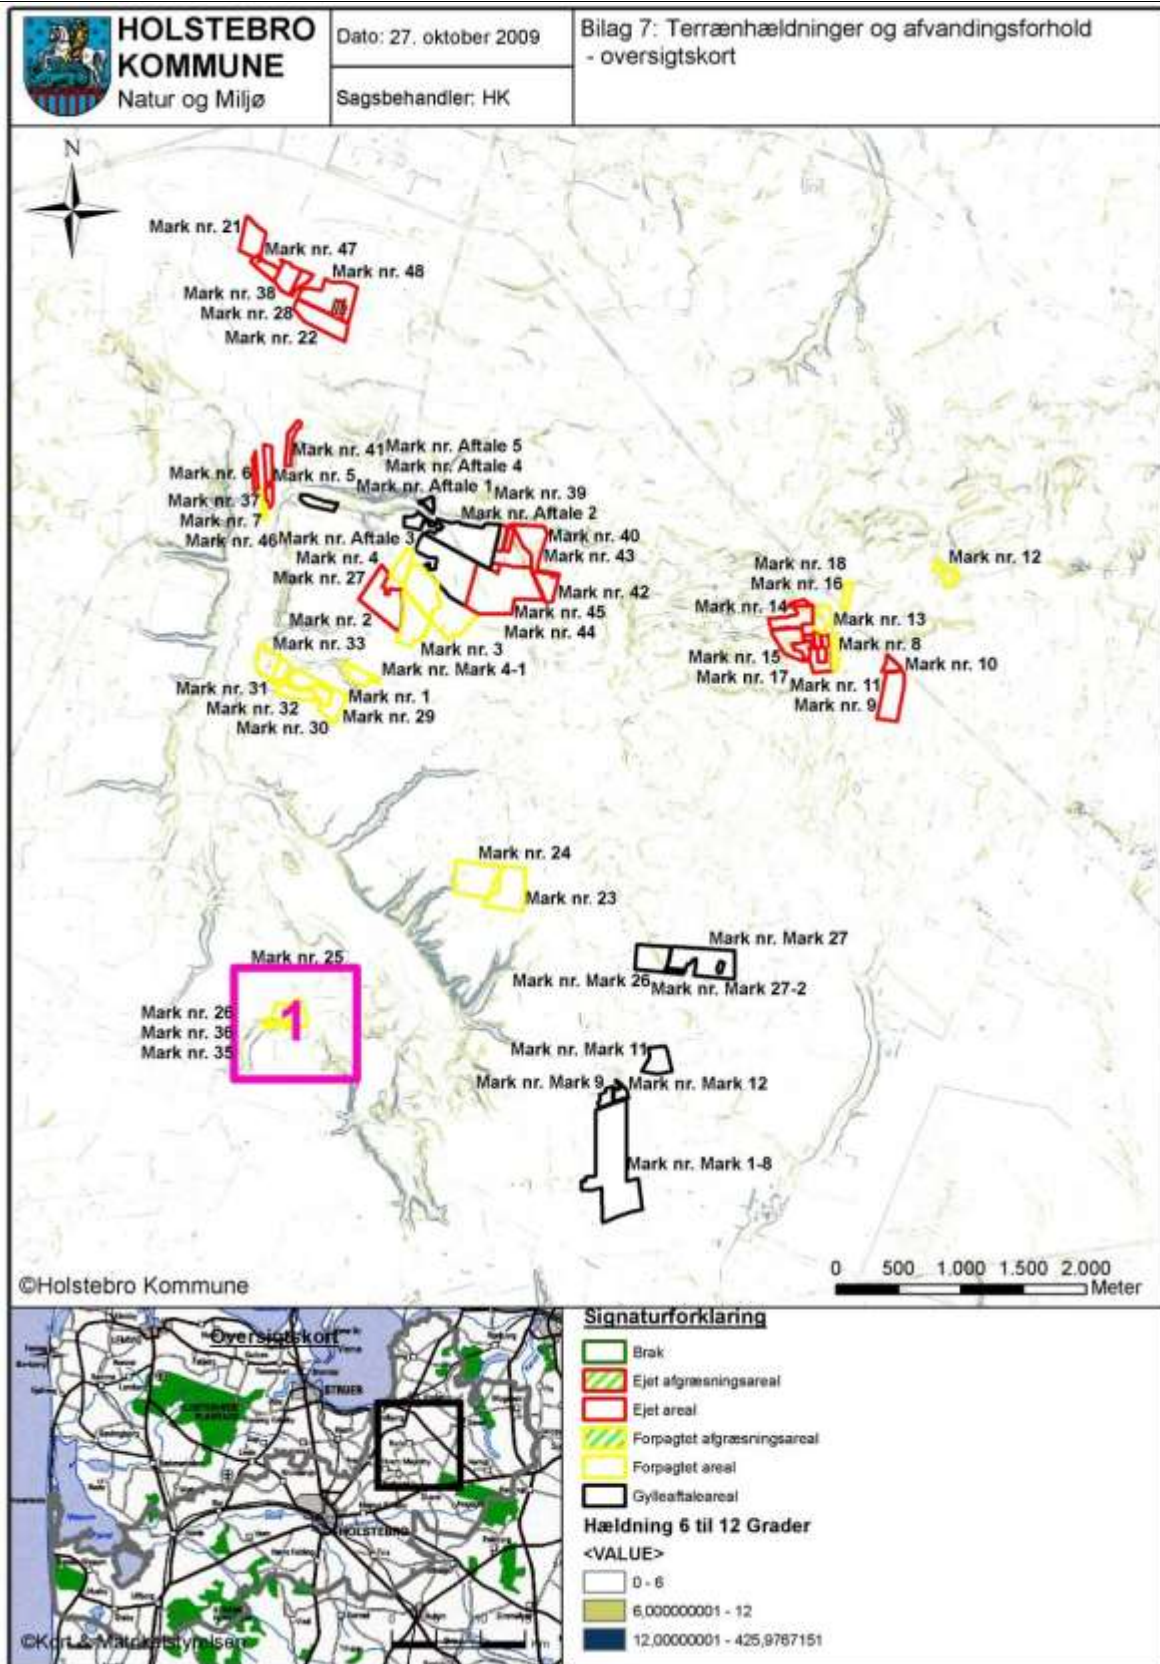 HOLSTEBRO
KOMMUNE
Natur og Miljø
Dato: 27. oktober 2009
Sagsbehandler: HK
Bilag 7: Terrænhældninger og afvandingsforhold
- oversigtskort
N
Mark nr. 21
Mark nr. 47
Mark nr. 48
Mark nr. 38
Mark nr. 28
Mark nr. 22
Mark nr. 41
Mark nr. Aftale 5
Mark nr. Aftale 4
Mark nr. 6
Mark nr. 5
Mark nr. Aftale 1
Mark nr. 39
Mark nr. 37
Mark nr. Aftale 2
Mark nr. 7
Mark nr. 46
Mark nr. Aftale 3
Mark nr. 40
Mark nr. 4
Mark nr. 43
Mark nr. 27
Mark nr. 42
Mark nr. 2
Mark nr. 45
Mark nr. 44
Mark nr. 33
Mark nr. 3
Mark nr. Mark 4-1
Mark nr. 31
Mark nr. 1
Mark nr. 32
Mark nr. 29
Mark nr. 30
Mark nr. 12
Mark nr. 18
Mark nr. 16
Mark nr. 14
Mark nr. 13
Mark nr. 8
Mark nr. 15
Mark nr. 10
Mark nr. 17
Mark nr. 11
Mark nr. 9
Mark nr. 24
Mark nr. 23
Mark nr. Mark 27
Mark nr. Mark 26
Mark nr. Mark 27-2
Mark nr. 25
1
Mark nr. 26
Mark nr. 36
Mark nr. 35
Mark nr. Mark 11
Mark nr. Mark 9
Mark nr. Mark 12
Mark nr. Mark 1-8
©Holstebro Kommune
0 500 1.000 1.500 2.000
Meter
Oversigtskort
LEMVIG
STRUER
HOLSTEBRO
©Kort & Matrikelstyrelsen
Signaturforklaring
Brak
Ejet afgræsningsareal
Ejet areal
Forpagtet afgræsningsareal
Forpagtet areal
Gylleaftaleareal
Hældning 6 til 12 Grader
<VALUE>
0 - 6
6,000000001 - 12
12,00000001 - 425,9767151